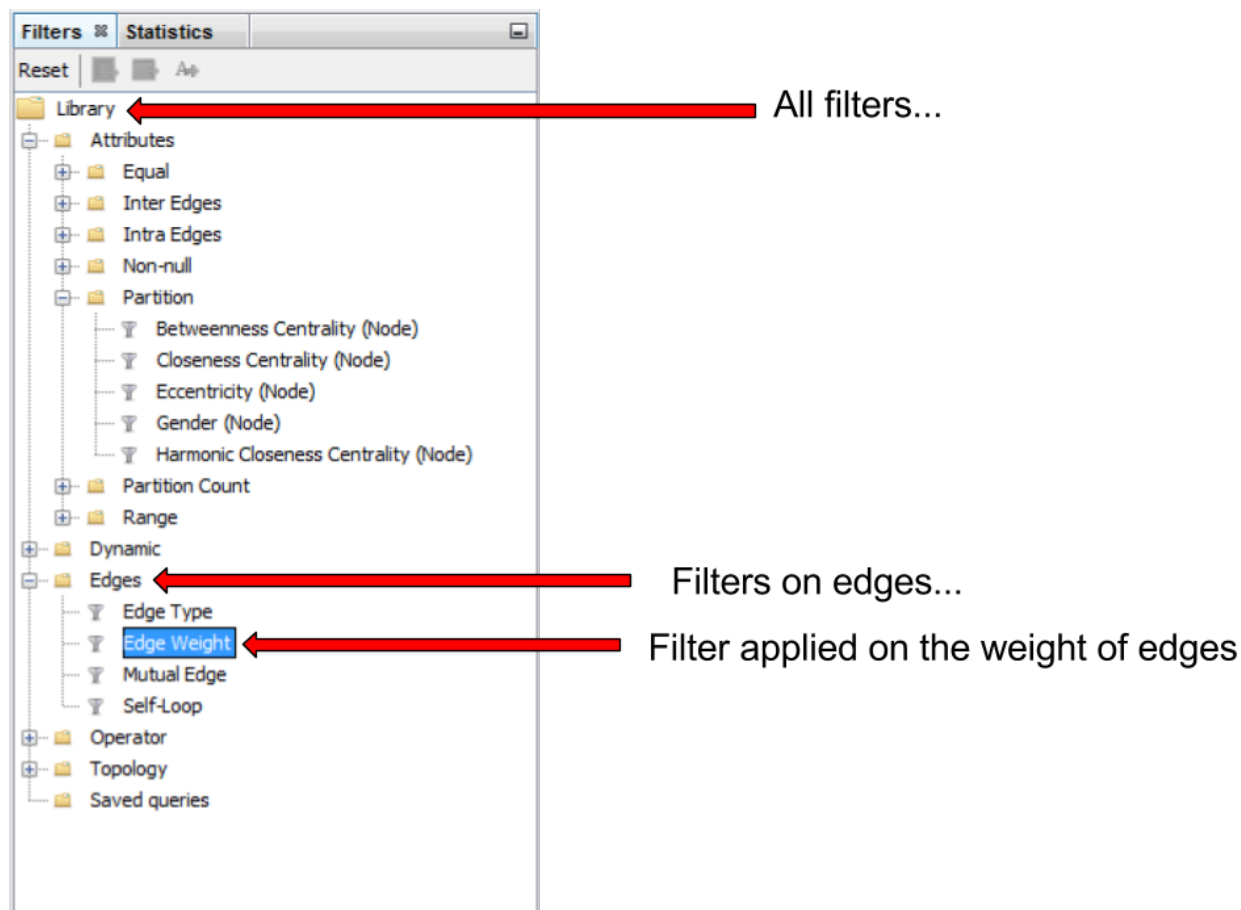 Filters Statistics
Reset
Library
All filters...
Attributes
Equal
Inter Edges
Intra Edges
Non-null
Partition
Betweenness Centrality (Node)
Closeness Centrality (Node)
Eccentricity (Node)
Gender (Node)
Harmonic Closeness Centrality (Node)
Partition Count
Range
Dynamic
Edges
Filters on edges...
Edge Type
Edge Weight
Filter applied on the weight of edges
Mutual Edge
Self-Loop
Operator
Topology
Saved queries